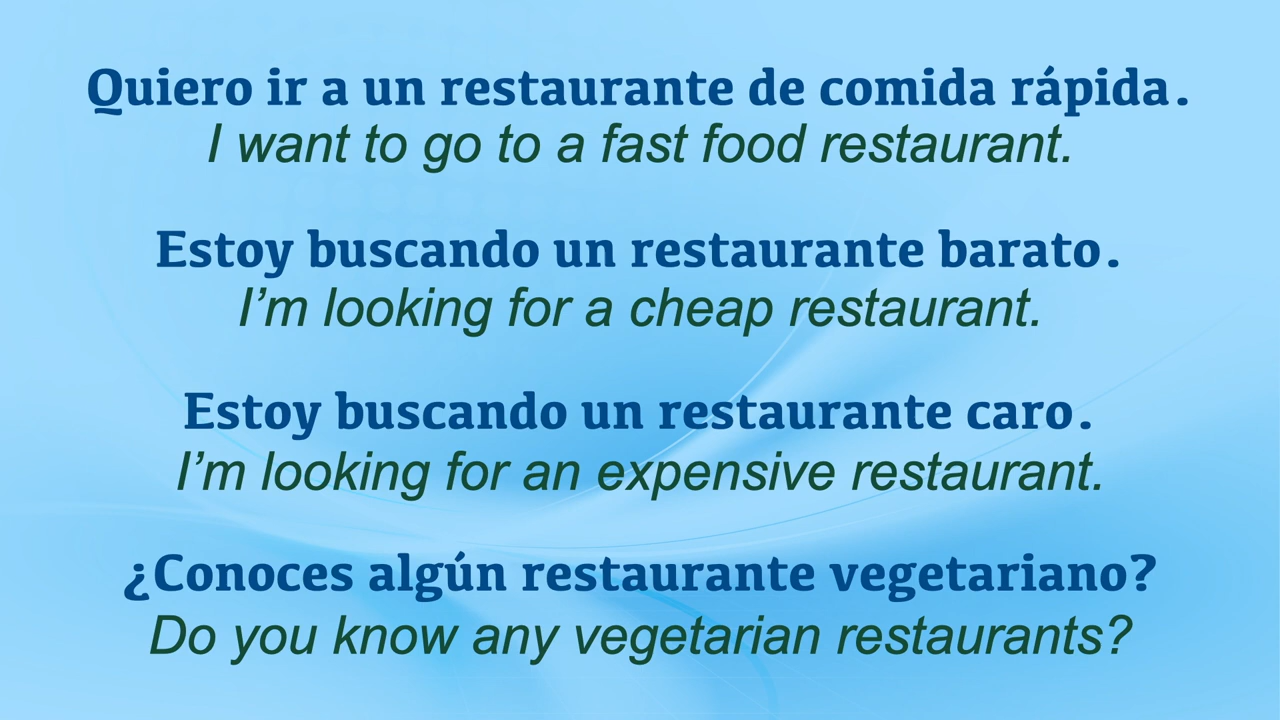 Quiero ir a un restaurante de comida rápida.
I want to go to a fast food restaurant.
Estoy buscando un restaurante barato.
I’m looking for a cheap restaurant.
Estoy buscando un restaurante caro.
I’m looking for an expensive restaurant.
¿Conoces algún restaurante vegetariano?
Do you know any vegetarian restaurants?